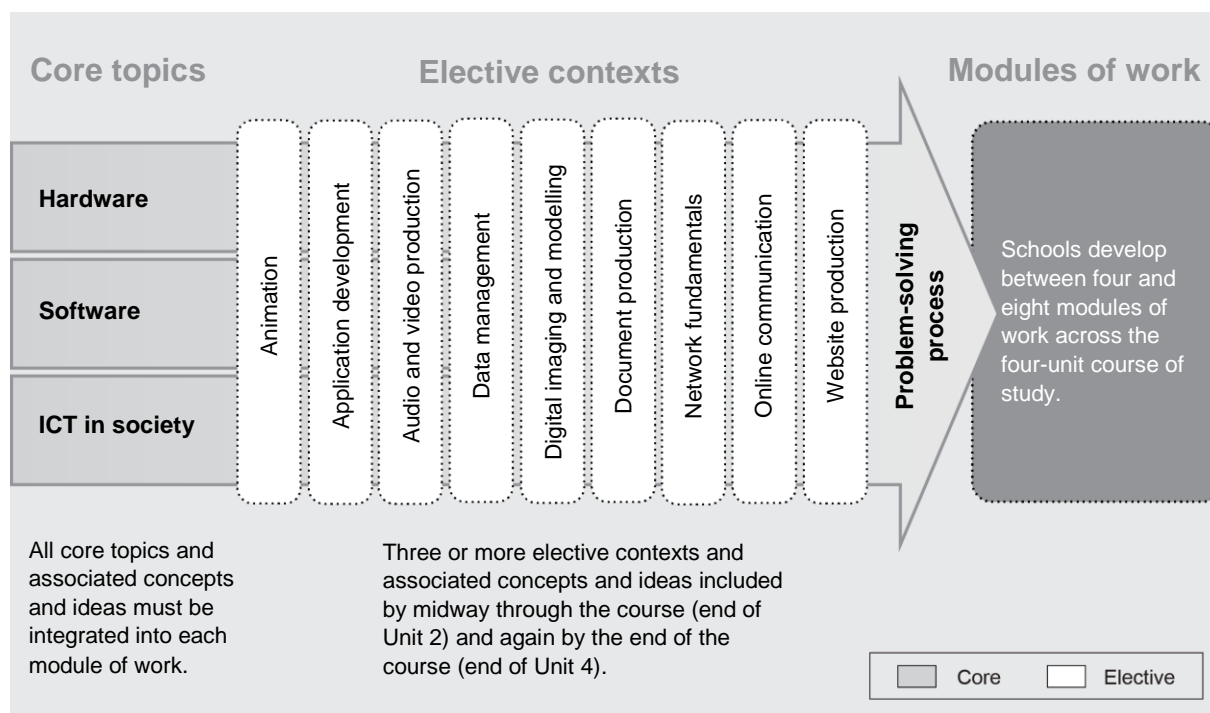 Core topics
Elective contexts
Modules of work
Hardware
Software
ICT in society
Animation
Application development
Audio and video production
Data management
Digital imaging and modelling
Document production
Network fundamentals
Online communication
Website production
Problem-solving
process
Schools develop
between four and
eight modules of
work across the
four-unit course of
study.
All core topics and
associated concepts
and ideas must be
integrated into each
module of work.
Three or more elective contexts and
associated concepts and ideas included
by midway through the course (end of
Unit 2) and again by the end of the
course (end of Unit 4).
Core
Elective